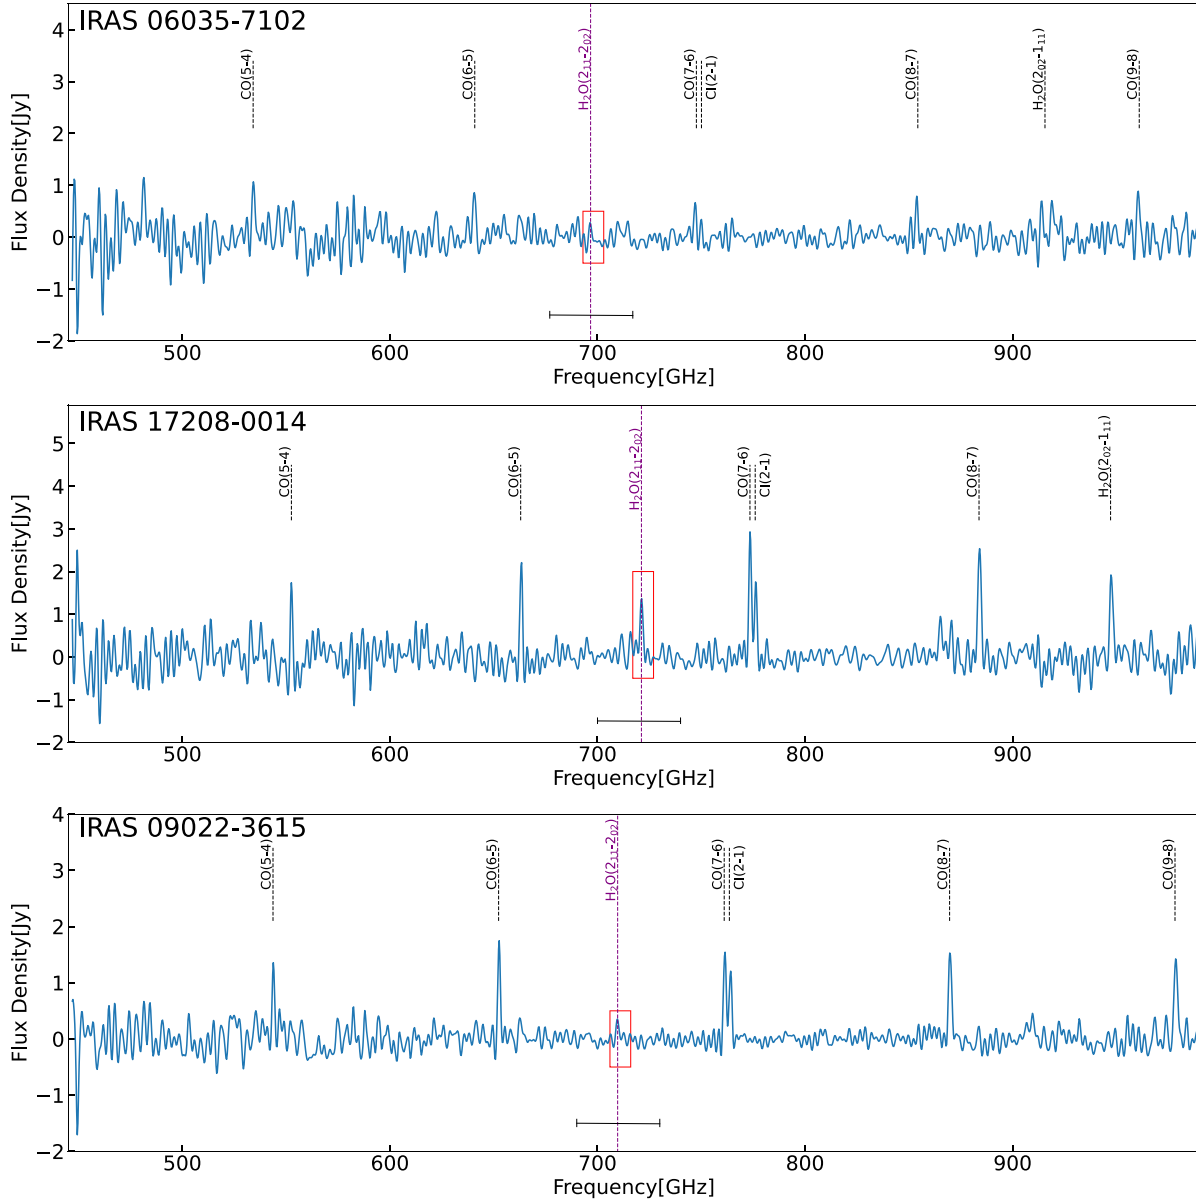 IRAS 06035-7102
CO(5-4)
CO(6-5)
H₂O(2₁₁-2₀₂)
CO(7-6)
CI(2-1)
CO(8-7)
H₂O(2₀₂-1₁₁)
CO(9-8)
Flux Density[Jy]
4
3
2
1
0
−1
−2
500
600
700
800
900
Frequency[GHz]
IRAS 17208-0014
CO(5-4)
CO(6-5)
H₂O(2₁₁-2₀₂)
CO(7-6)
CI(2-1)
CO(8-7)
H₂O(2₀₂-1₁₁)
Flux Density[Jy]
5
4
3
2
1
0
−1
−2
500
600
700
800
900
Frequency[GHz]
IRAS 09022-3615
CO(5-4)
CO(6-5)
H₂O(2₁₁-2₀₂)
CO(7-6)
CI(2-1)
CO(8-7)
CO(9-8)
Flux Density[Jy]
4
3
2
1
0
−1
−2
500
600
700
800
900
Frequency[GHz]